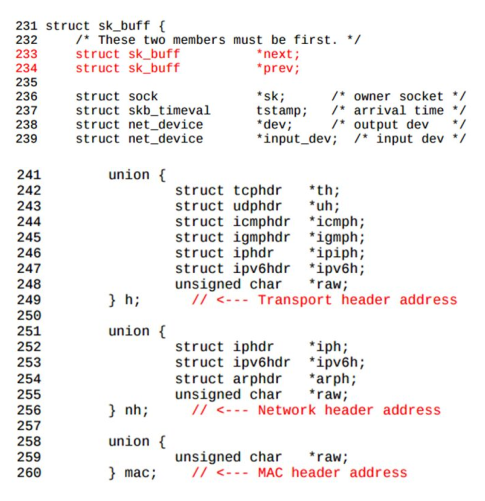 231 struct sk_buff {
232 /* These two members must be first. */
233 struct sk_buff *next;
234 struct sk_buff *prev;
235
236 struct sock *sk; /* owner socket */
237 struct skb_timeval tstamp; /* arrival time */
238 struct net_device *dev; /* output dev */
239 struct net_device *input_dev; /* input dev */
241 union {
242 struct tcphdr *th;
243 struct udphdr *uh;
244 struct icmphdr *icmph;
245 struct igmphdr *igmph;
246 struct iphdr *ipiph;
247 struct ipv6hdr *ipv6h;
248 unsigned char *raw;
249 } h; // <--- Transport header address
250
251 union {
252 struct iphdr *iph;
253 struct ipv6hdr *ipv6h;
254 struct arphdr *arph;
255 unsigned char *raw;
256 } nh; // <--- Network header address
257
258 union {
259 unsigned char *raw;
260 } mac; // <--- MAC header address